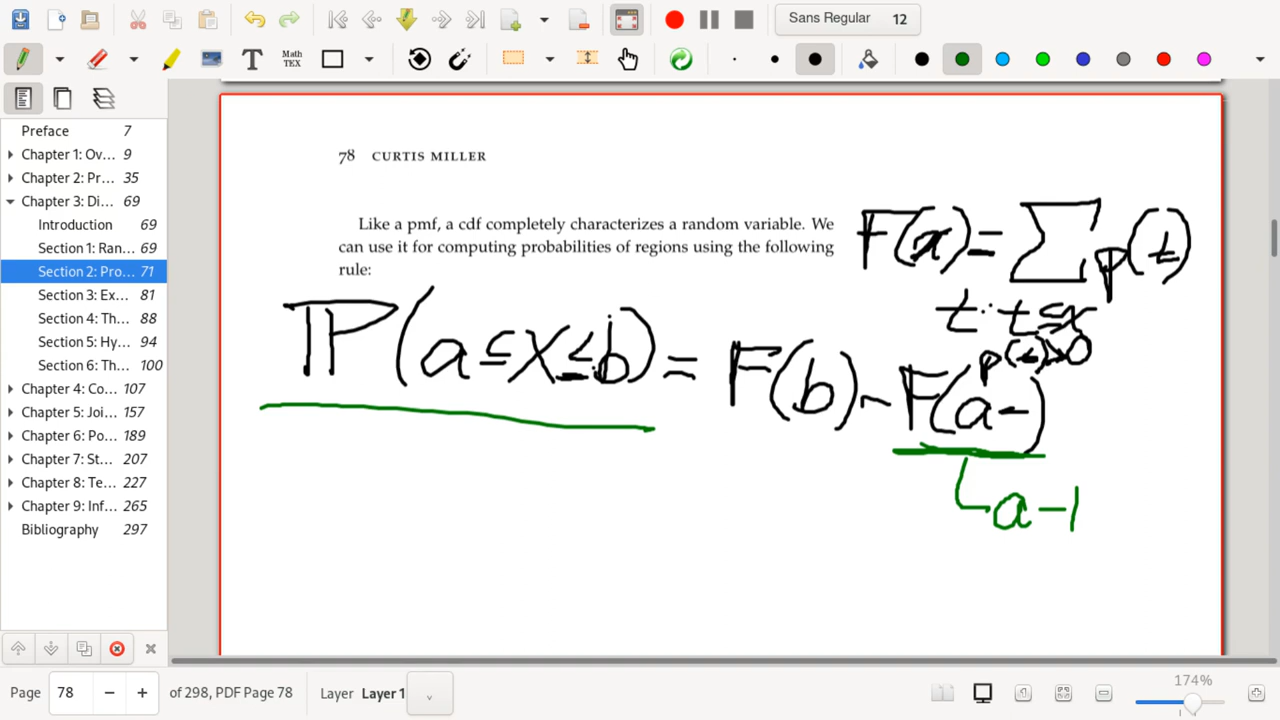 Sans Regular 12
Math
TEX
Preface 7
Chapter 1: Ov... 9
Chapter 2: Pr... 35
Chapter 3: Di... 69
Introduction 69
Section 1: Ran... 69
Section 2: Pro... 71
Section 3: Ex... 81
Section 4: Th... 88
Section 5: Hy... 94
Section 6: Th... 100
Chapter 4: Co... 107
Chapter 5: Joi... 157
Chapter 6: Po... 189
Chapter 7: St... 207
Chapter 8: Te... 227
Chapter 9: Inf... 265
Bibliography 297
78 CURTIS MILLER
Like a pmf, a cdf completely characterizes a random variable. We
can use it for computing probabilities of regions using the following
rule:
F(x) = ∑ p(t)
t: t≤x
p(t)>0
ℙ(a≤X≤b) = F(b) - F(a-)
a-1
Page 78 of 298, PDF Page 78 Layer Layer 1 174%